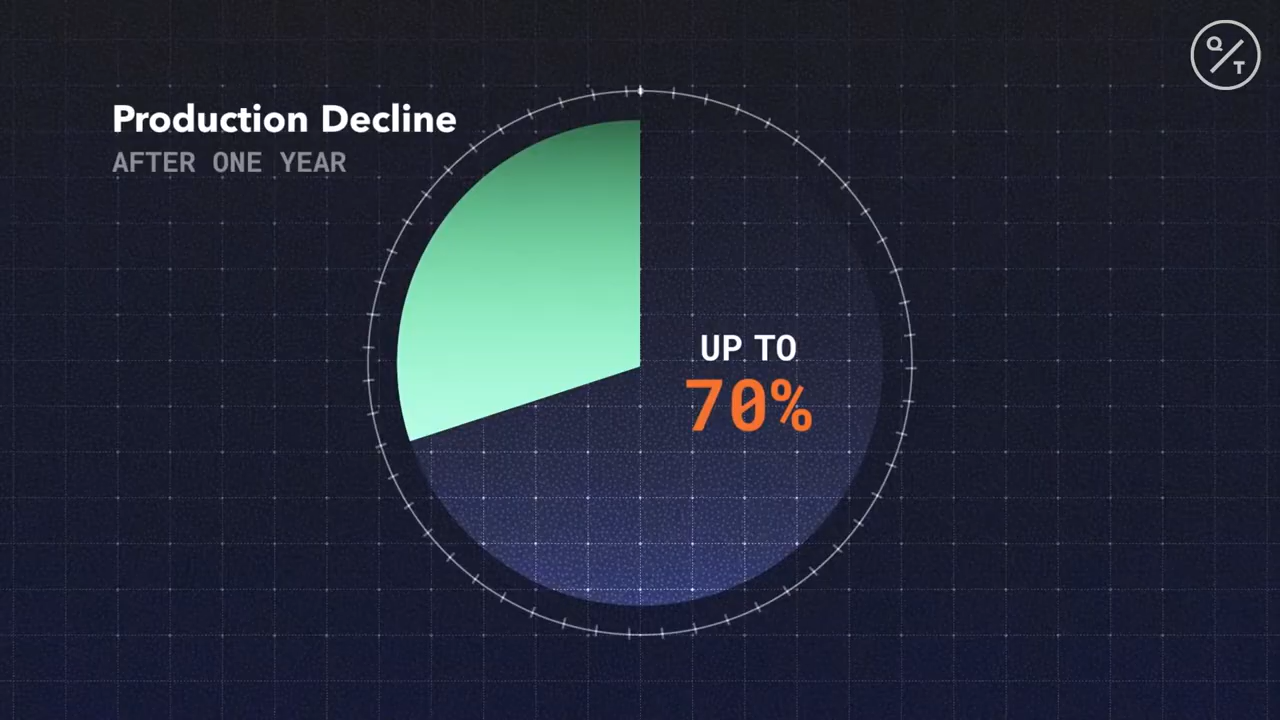 Production Decline
AFTER ONE YEAR
UP TO
70%
Q
T